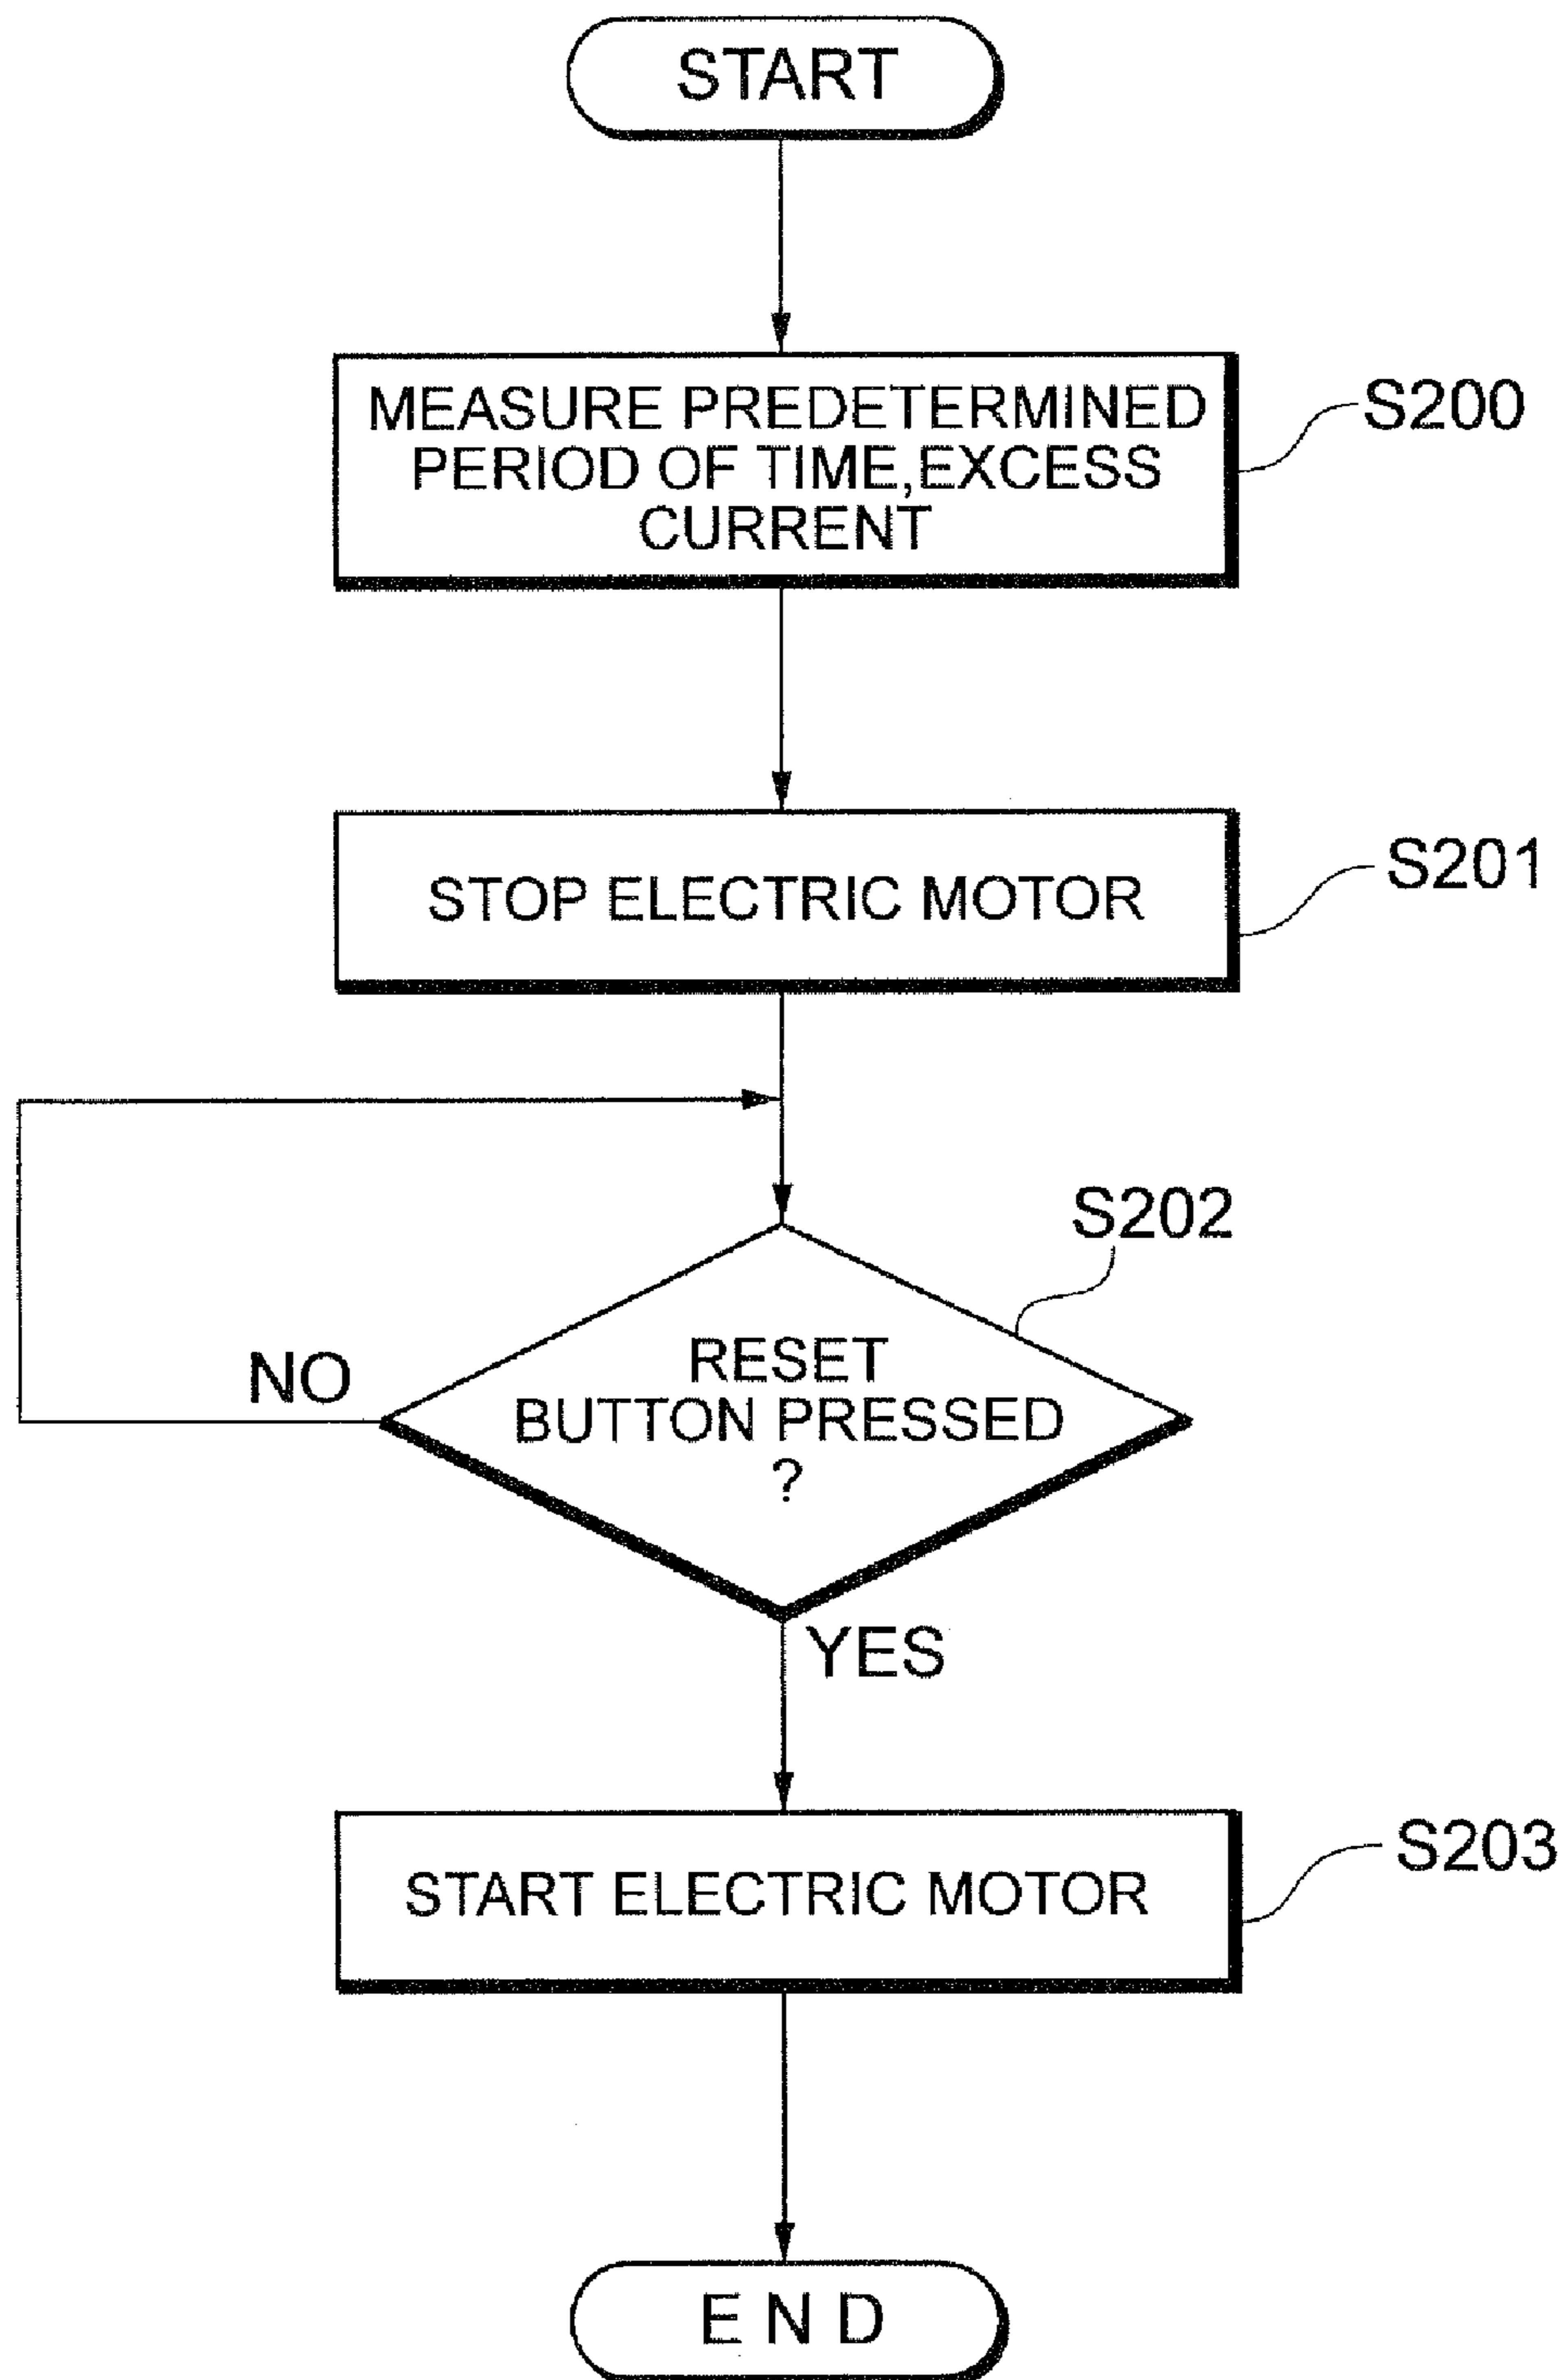 START
MEASURE PREDETERMINED
PERIOD OF TIME,EXCESS
CURRENT
S200
STOP ELECTRIC MOTOR
S201
S202
RESET
BUTTON PRESSED
?
NO
YES
START ELECTRIC MOTOR
S203
END